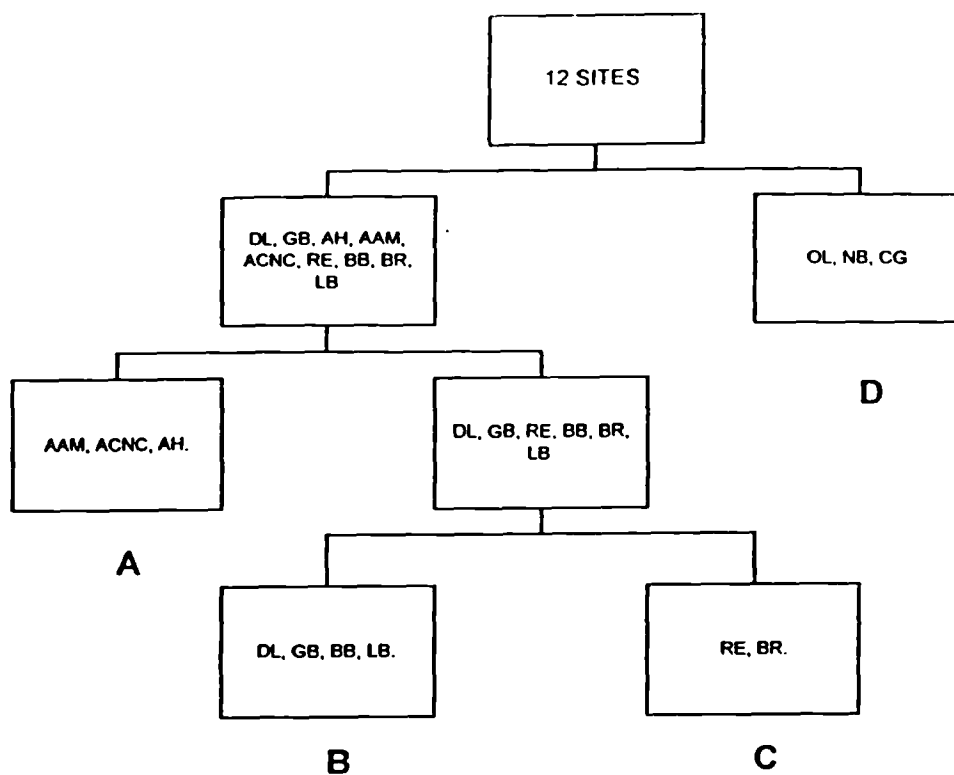 12 SITES
DL, GB, AH, AAM,
ACNC, RE, BB, BR,
LB
OL, NB, CG
D
AAM, ACNC, AH.
DL, GB, RE, BB, BR,
LB
A
DL, GB, BB, LB.
RE, BR.
B
C